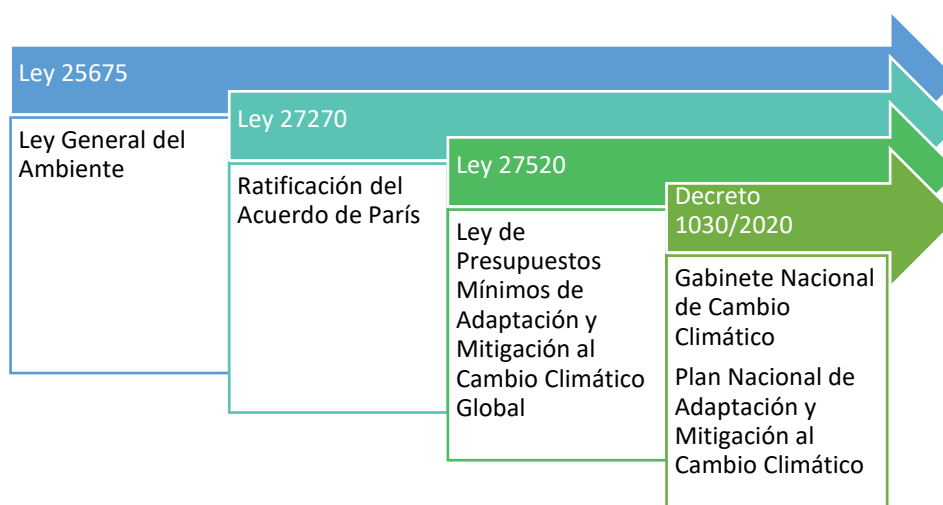 Ley 25675
Ley General del
Ambiente
Ley 27270
Ratificación del
Acuerdo de París
Ley 27520
Ley de
Presupuestos
Mínimos de
Adaptación y
Mitigación al
Cambio Climático
Global
Decreto
1030/2020
Gabinete Nacional
de Cambio
Climático
Plan Nacional de
Adaptación y
Mitigación al
Cambio Climático